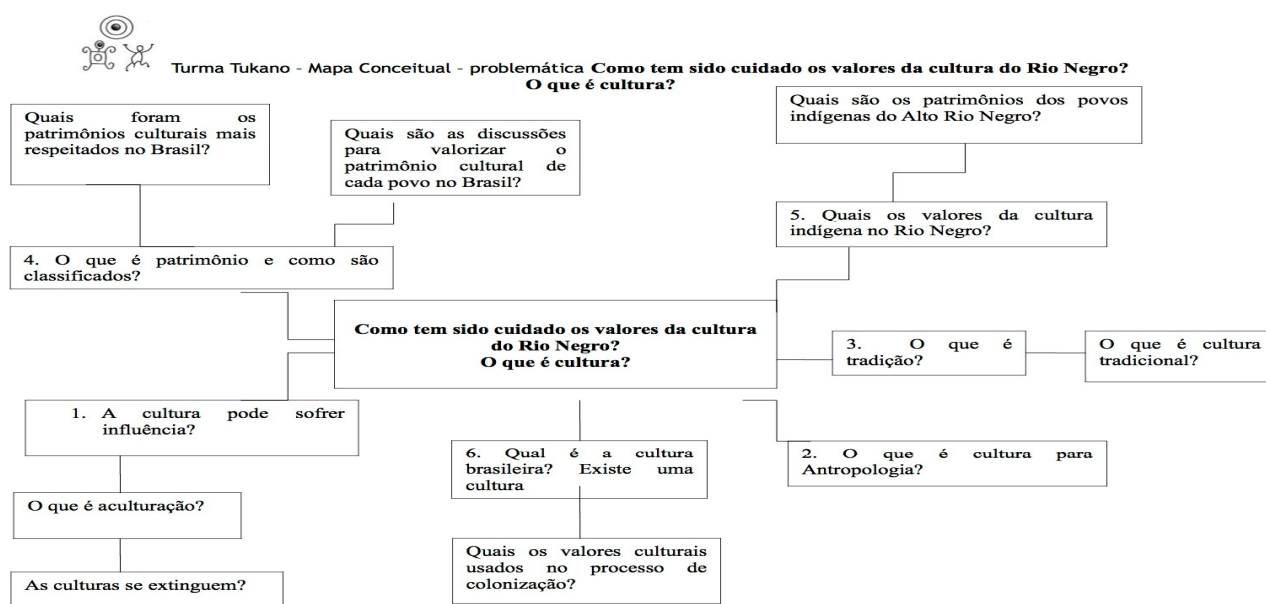 Turma Tukano - Mapa Conceitual - problemática Como tem sido cuidado os valores da cultura do Rio Negro?
O que é cultura?
Quais foram os
patrimônios culturais mais
respeitados no Brasil?
Quais são as discussões
para valorizar o
patrimônio cultural de
cada povo no Brasil?
Quais são os patrimônios dos povos
indígenas do Alto Rio Negro?
5. Quais os valores da cultura
indígena no Rio Negro?
4. O que é patrimônio e como são
classificados?
Como tem sido cuidado os valores da cultura
do Rio Negro?
O que é cultura?
3. O que é
tradição?
O que é cultura
tradicional?
1. A cultura pode sofrer
influência?
6. Qual é a cultura
brasileira? Existe uma
cultura
2. O que é cultura para
Antropologia?
O que é aculturação?
Quais os valores culturais
usados no processo de
colonização?
As culturas se extinguem?